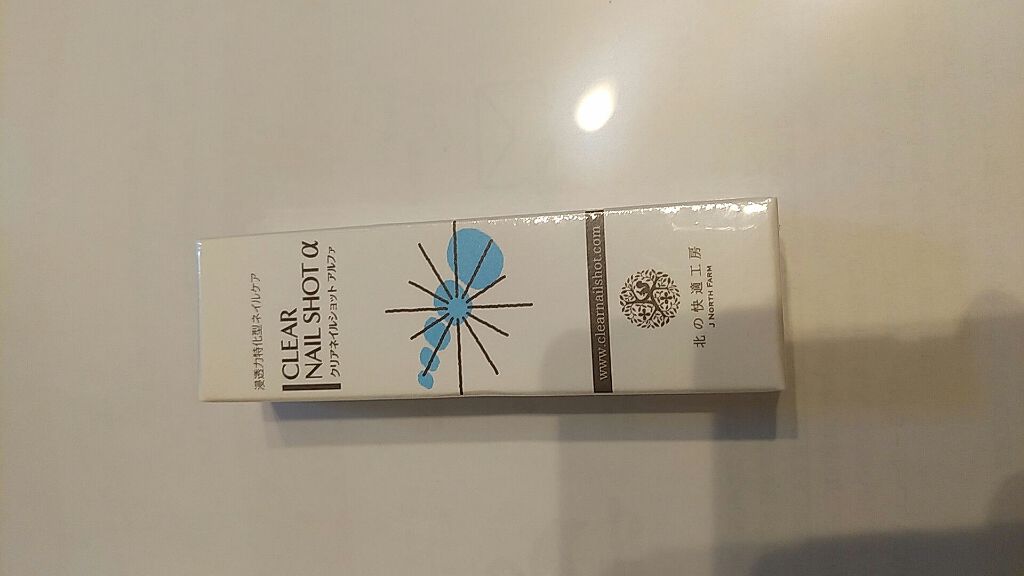 浸透力特化型ネイルケア
CLEAR
NAIL SHOT α
クリアネイルショット アルファ
www.clearnailshot.com
北の快適工房
J NORTH FARM